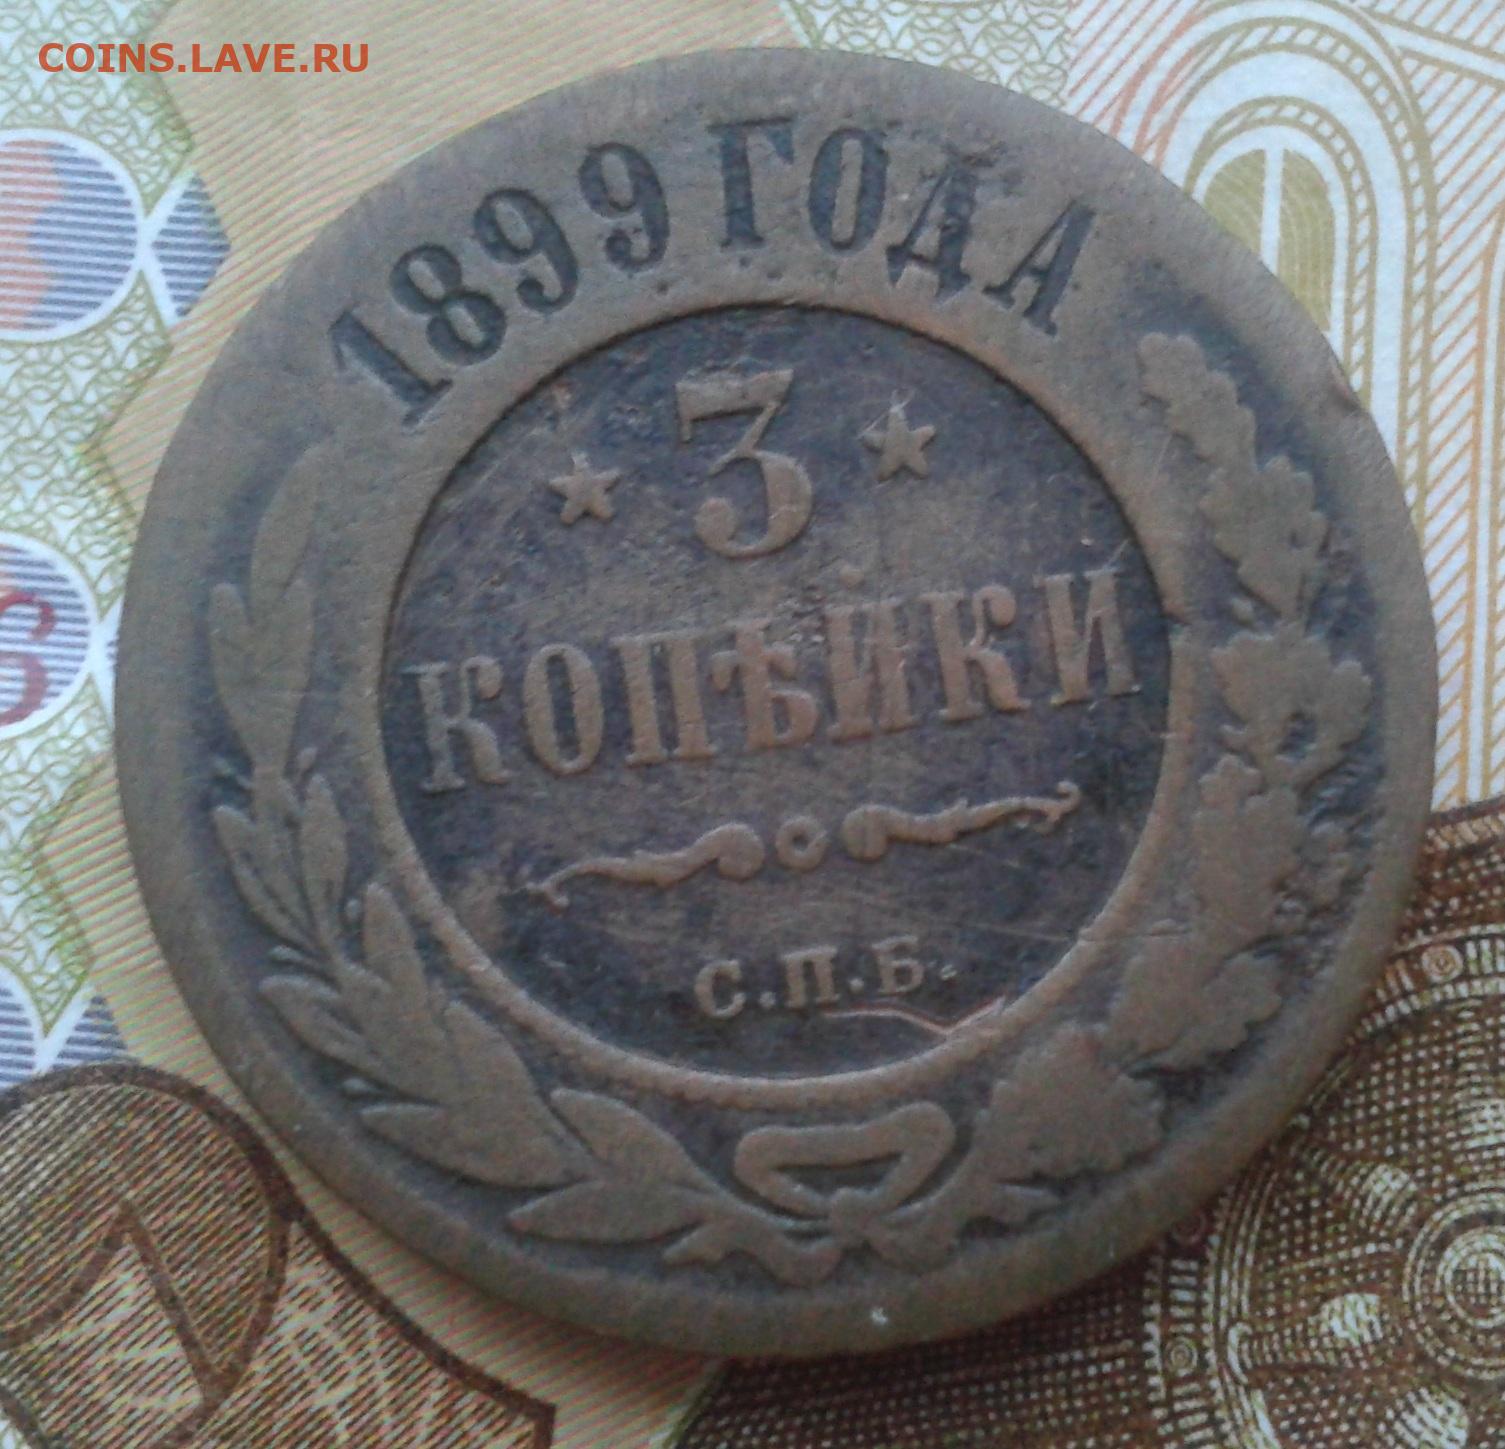 COINS.LAVE.RU
1899 ГОДА
3
КОПѢЙКИ
С.П.Б.